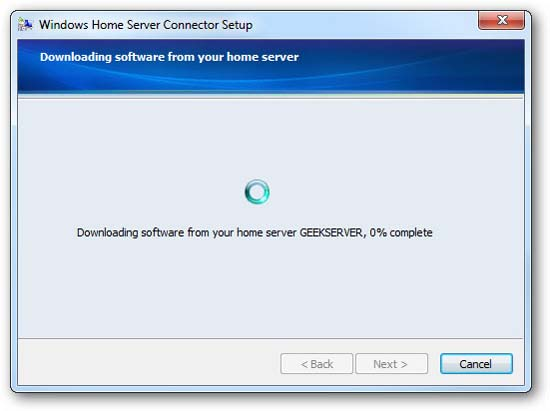 Windows Home Server Connector Setup
Downloading software from your home server
Downloading software from your home server GEEKSERVER, 0% complete
< Back
Next >
Cancel